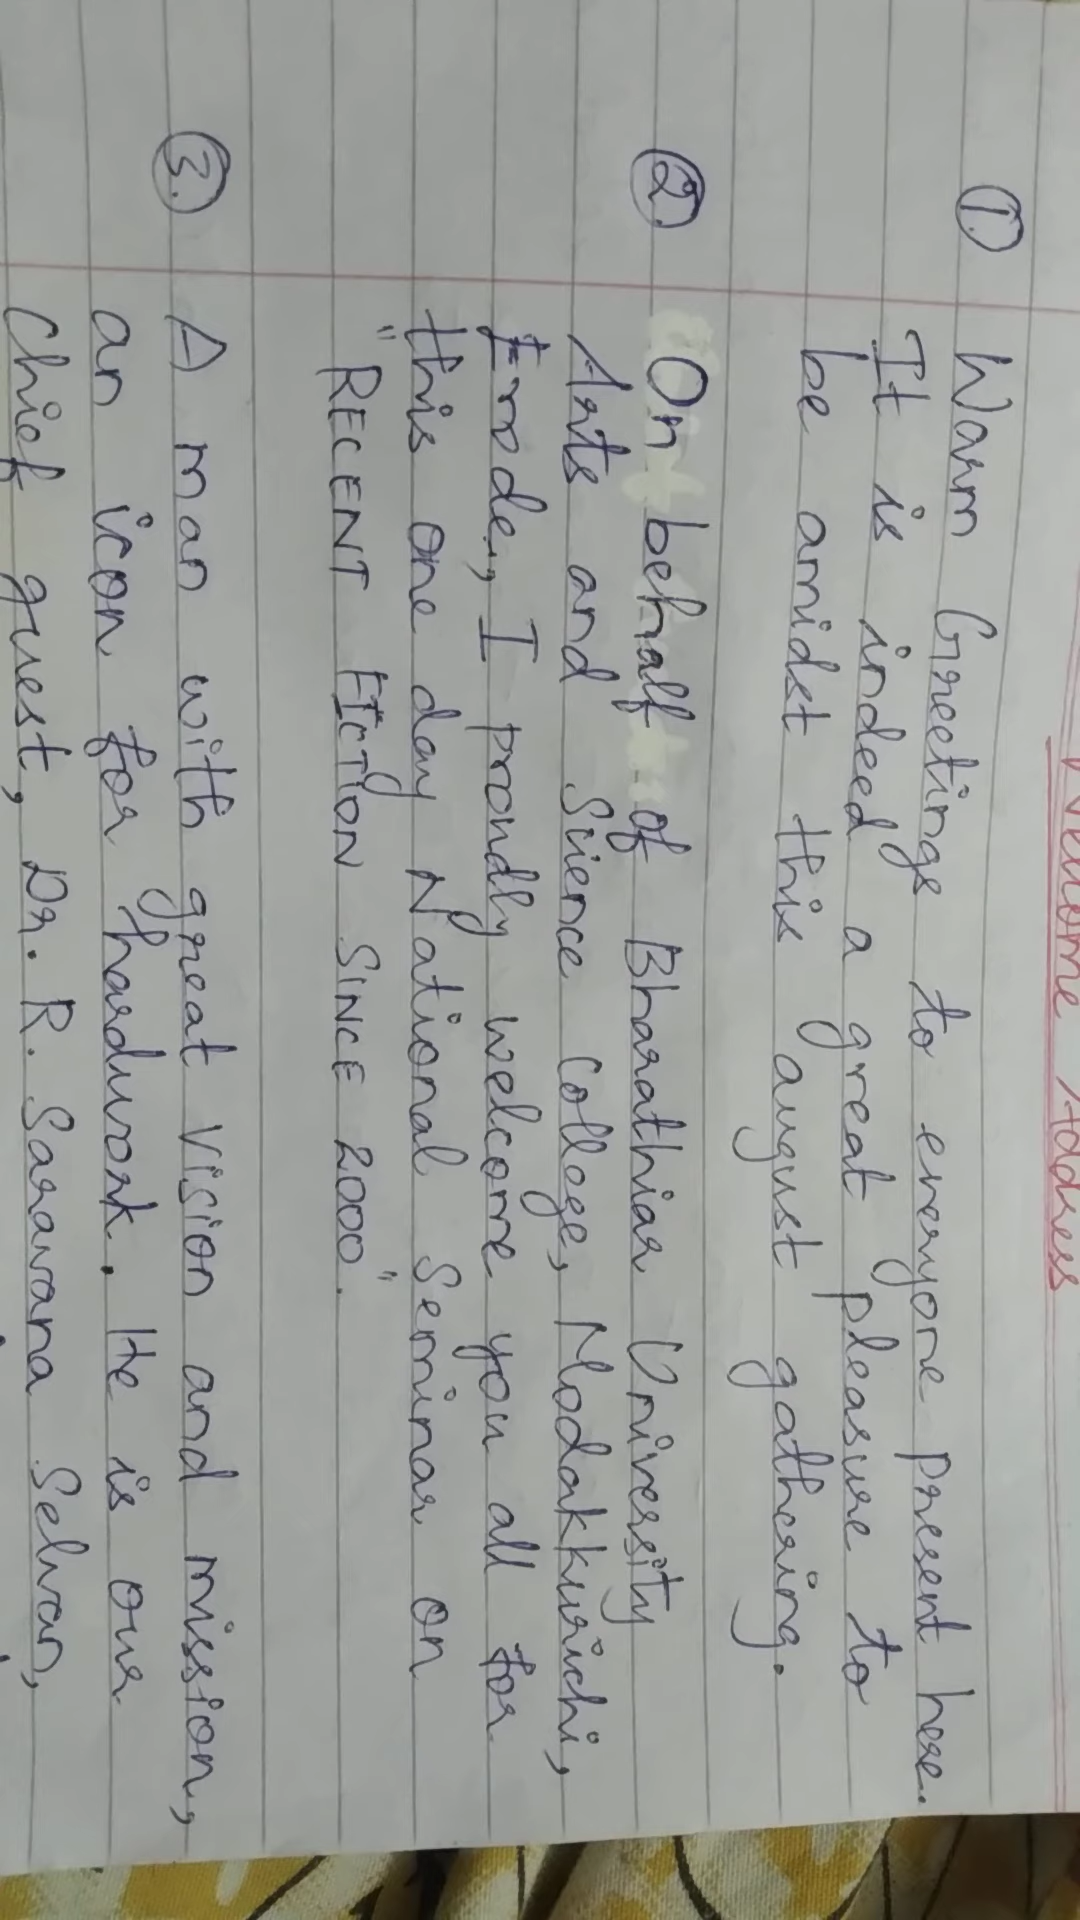 Welcome Address
1. Warm Greetings to everyone present here.
It is indeed a great pleasure to
be amidst this august gathering.
2. On behalf of Bharathiar University
Arts and Science College, Modakkurichi,
Erode, I proudly welcome you all for
this one day National Seminar on
"RECENT FICTION SINCE 2000".
3. A man with great vision and mission,
an icon for hardwork. He is our
Chief guest, Dr. R. Saravana Selvan,